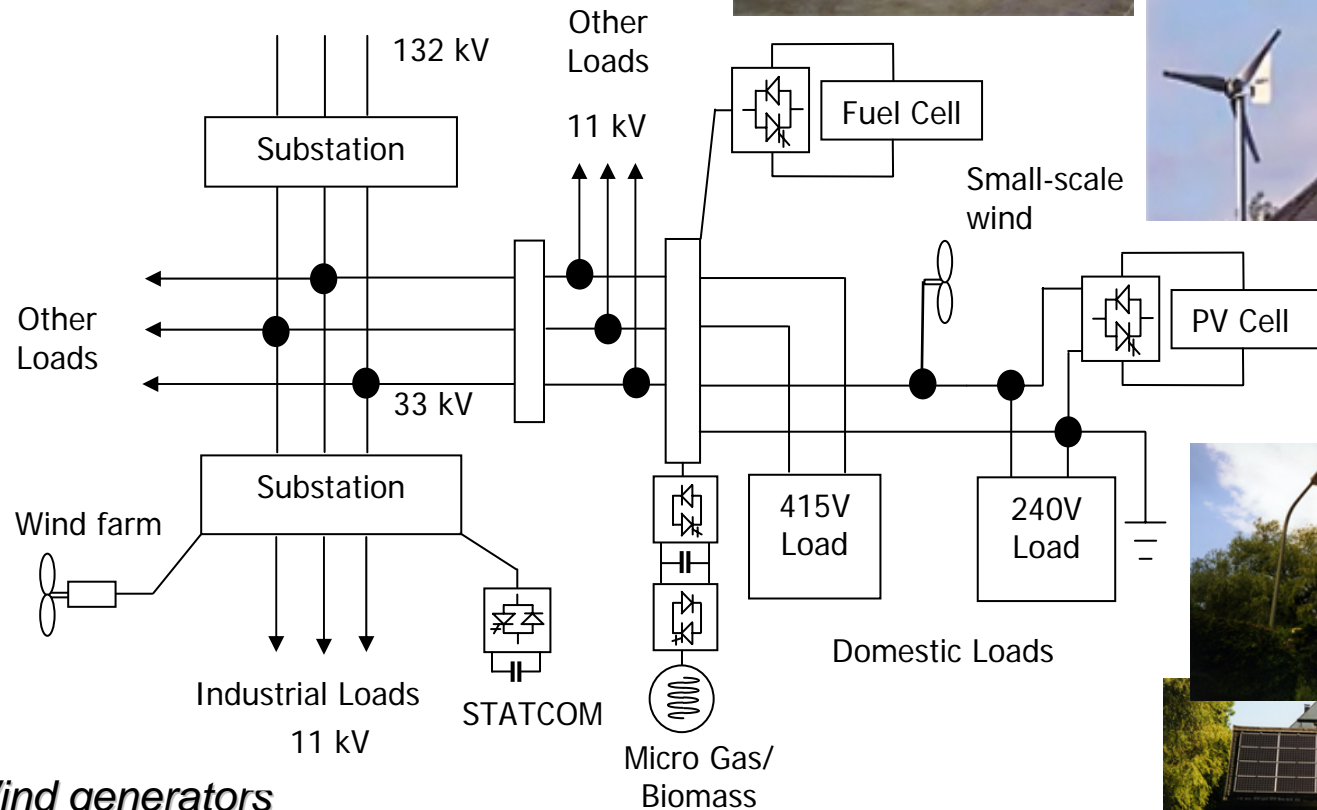 132 kV
Other
Loads
11 kV
Substation
Fuel Cell
Small-scale
wind
Other
Loads
PV Cell
33 kV
Substation
Wind farm
415V
Load
240V
Load
Domestic Loads
Industrial Loads
11 kV
STATCOM
Micro Gas/
Biomass
ind generators